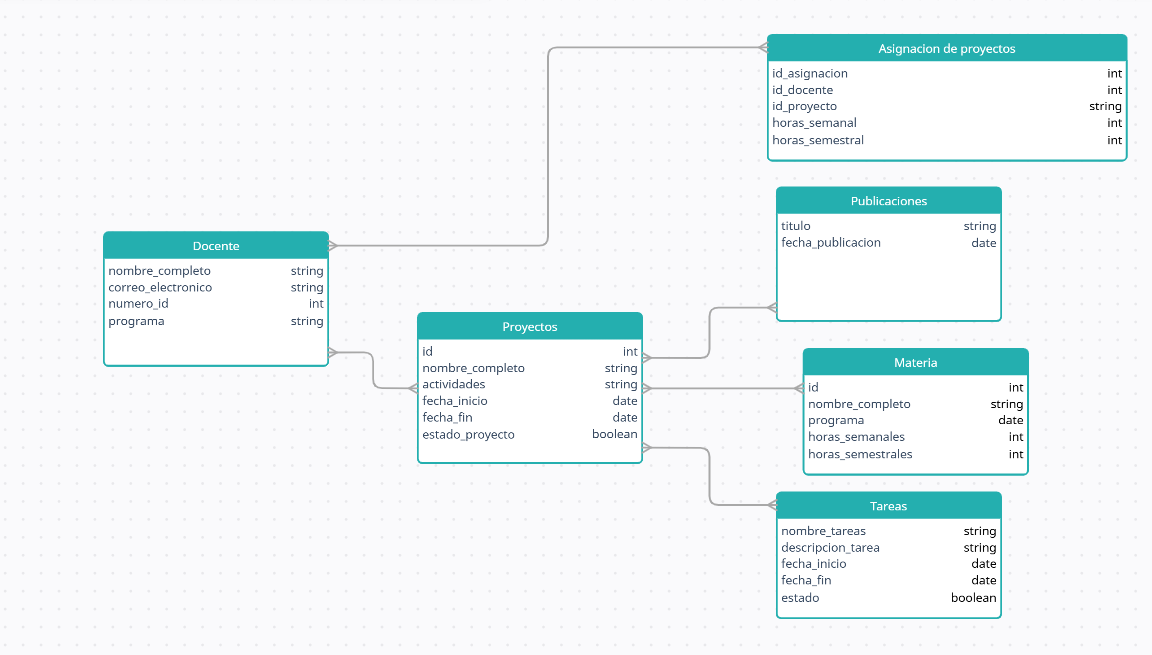 Asignacion de proyectos
id_asignacion int
id_docente int
id_proyecto string
horas_semanal int
horas_semestral int
Publicaciones
titulo string
fecha_publicacion date
Docente
nombre_completo string
correo_electronico string
numero_id int
programa string
Proyectos
id int
nombre_completo string
actividades string
fecha_inicio date
fecha_fin date
estado_proyecto boolean
Materia
id int
nombre_completo string
programa date
horas_semanales int
horas_semestrales int
Tareas
nombre_tareas string
descripcion_tarea string
fecha_inicio date
fecha_fin date
estado boolean